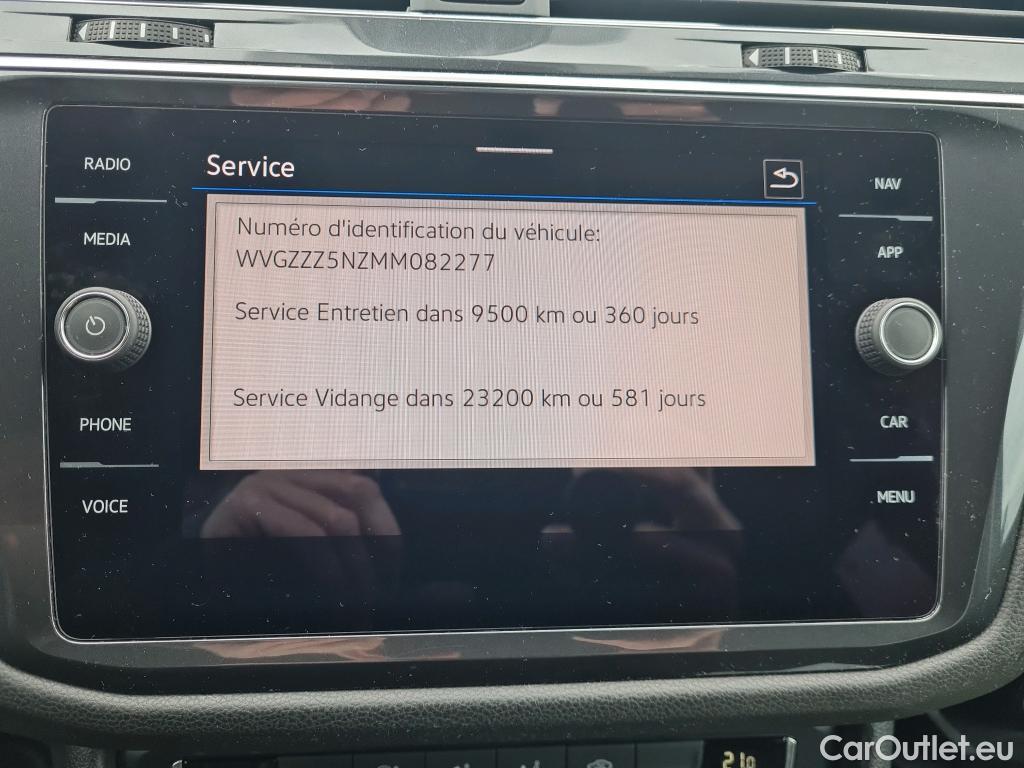 RADIO
MEDIA
PHONE
VOICE
Service
Numéro d'identification du véhicule:
WVGZZZ5NZMM082277
Service Entretien dans 9500 km ou 360 jours
Service Vidange dans 23200 km ou 581 jours
NAV
APP
CAR
MENU
CarOutlet.eu